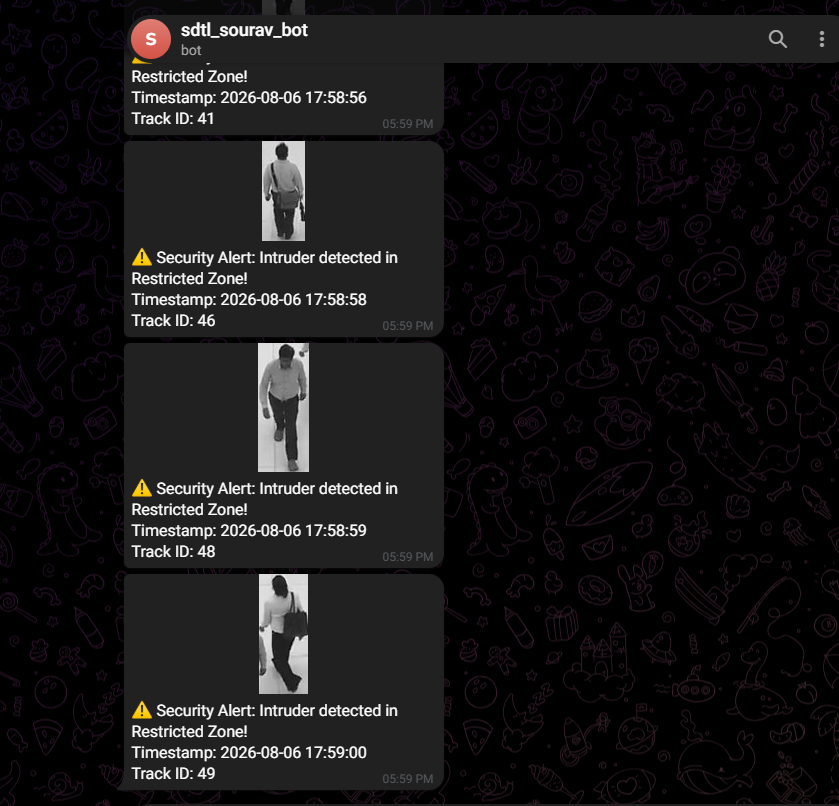 S
sdtl_sourav_bot
bot
Restricted Zone!
Timestamp: 2026-08-06 17:58:56
Track ID: 41
05:59 PM
⚠️ Security Alert: Intruder detected in
Restricted Zone!
Timestamp: 2026-08-06 17:58:58
Track ID: 46
05:59 PM
⚠️ Security Alert: Intruder detected in
Restricted Zone!
Timestamp: 2026-08-06 17:58:59
Track ID: 48
05:59 PM
⚠️ Security Alert: Intruder detected in
Restricted Zone!
Timestamp: 2026-08-06 17:59:00
Track ID: 49
05:59 PM